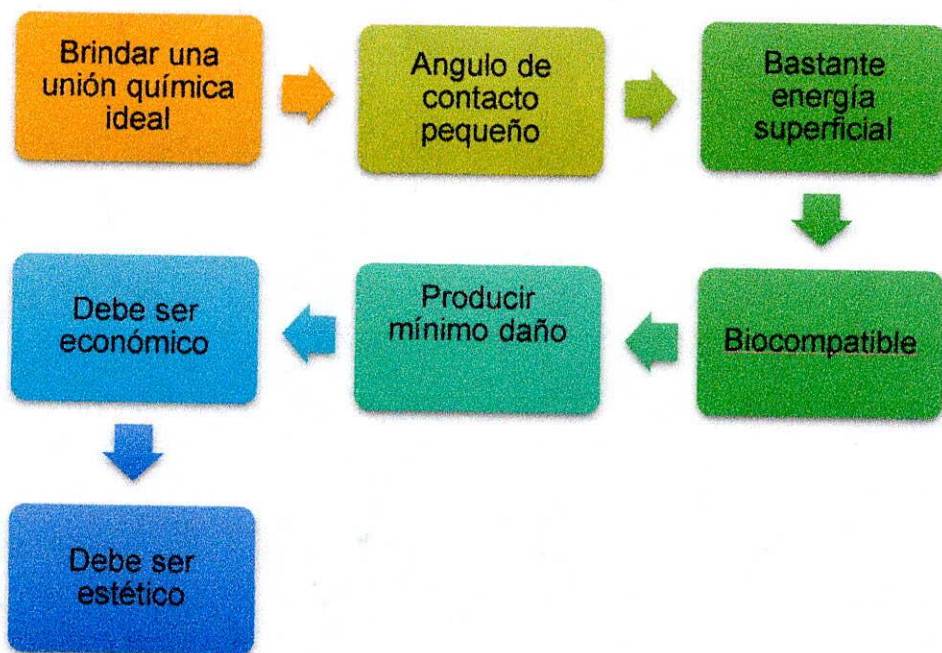 Brindar una
unión química
ideal
Angulo de
contacto
pequeño
Bastante
energía
superficial
Biocompatible
Producir
mínimo daño
Debe ser
económico
Debe ser
estético